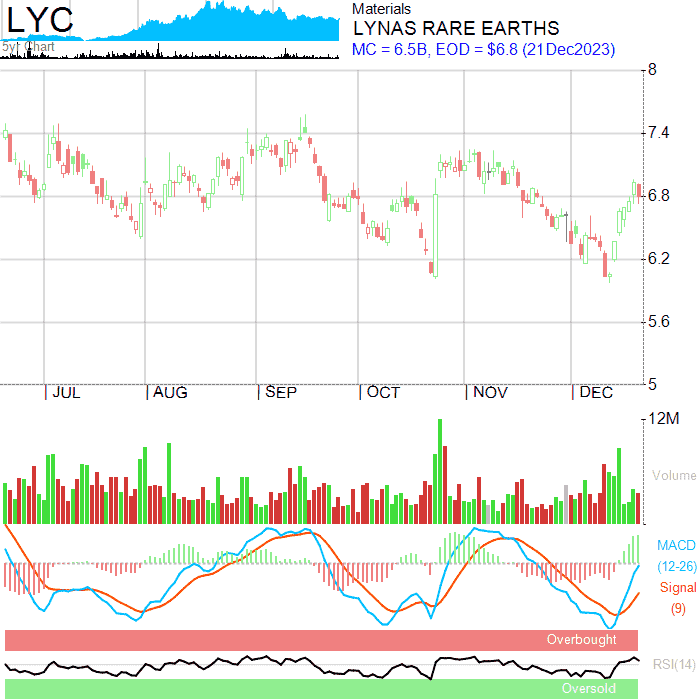 LYC
5yr Chart
Materials
LYNAS RARE EARTHS
MC = 6.5B, EOD = $6.8 (21Dec2023)
8
7.4
6.8
6.2
5.6
5
JUL AUG SEP OCT NOV DEC
12M
Volume
MACD
(12-26)
Signal
(9)
Overbought
RSI(14)
Oversold